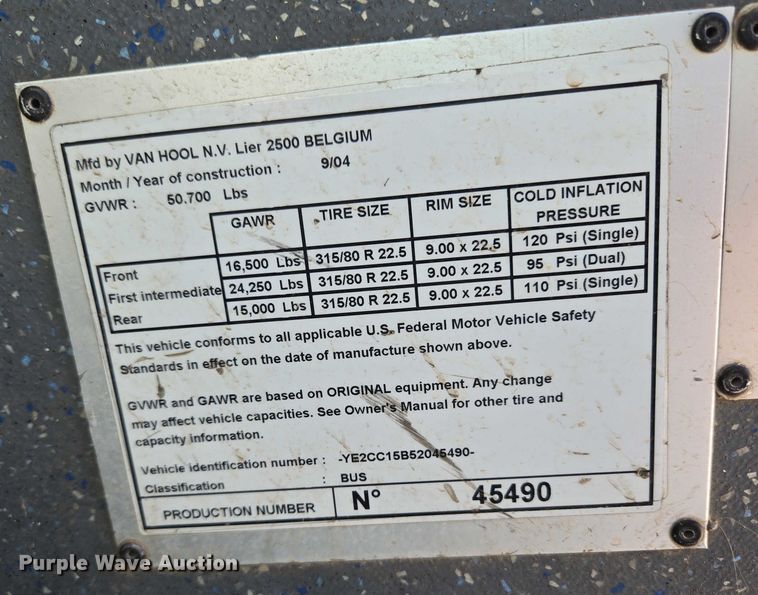 Mfd by VAN HOOL N.V. Lier 2500 BELGIUM
Month / Year of construction : 9/04
GVWR : 50.700 Lbs
GAWR TIRE SIZE RIM SIZE COLD INFLATION PRESSURE
Front 16,500 Lbs 315/80 R 22.5 9.00 x 22.5 120 Psi (Single)
First intermediate 24,250 Lbs 315/80 R 22.5 9.00 x 22.5 95 Psi (Dual)
Rear 15,000 Lbs 315/80 R 22.5 9.00 x 22.5 110 Psi (Single)
This vehicle conforms to all applicable U.S. Federal Motor Vehicle Safety
Standards in effect on the date of manufacture shown above.
GVWR and GAWR are based on ORIGINAL equipment. Any change
may affect vehicle capacities. See Owner's Manual for other tire and
capacity information.
Vehicle identification number : -YE2CC15B52045490-
Classification : BUS
PRODUCTION NUMBER N° 45490
Purple Wave Auction